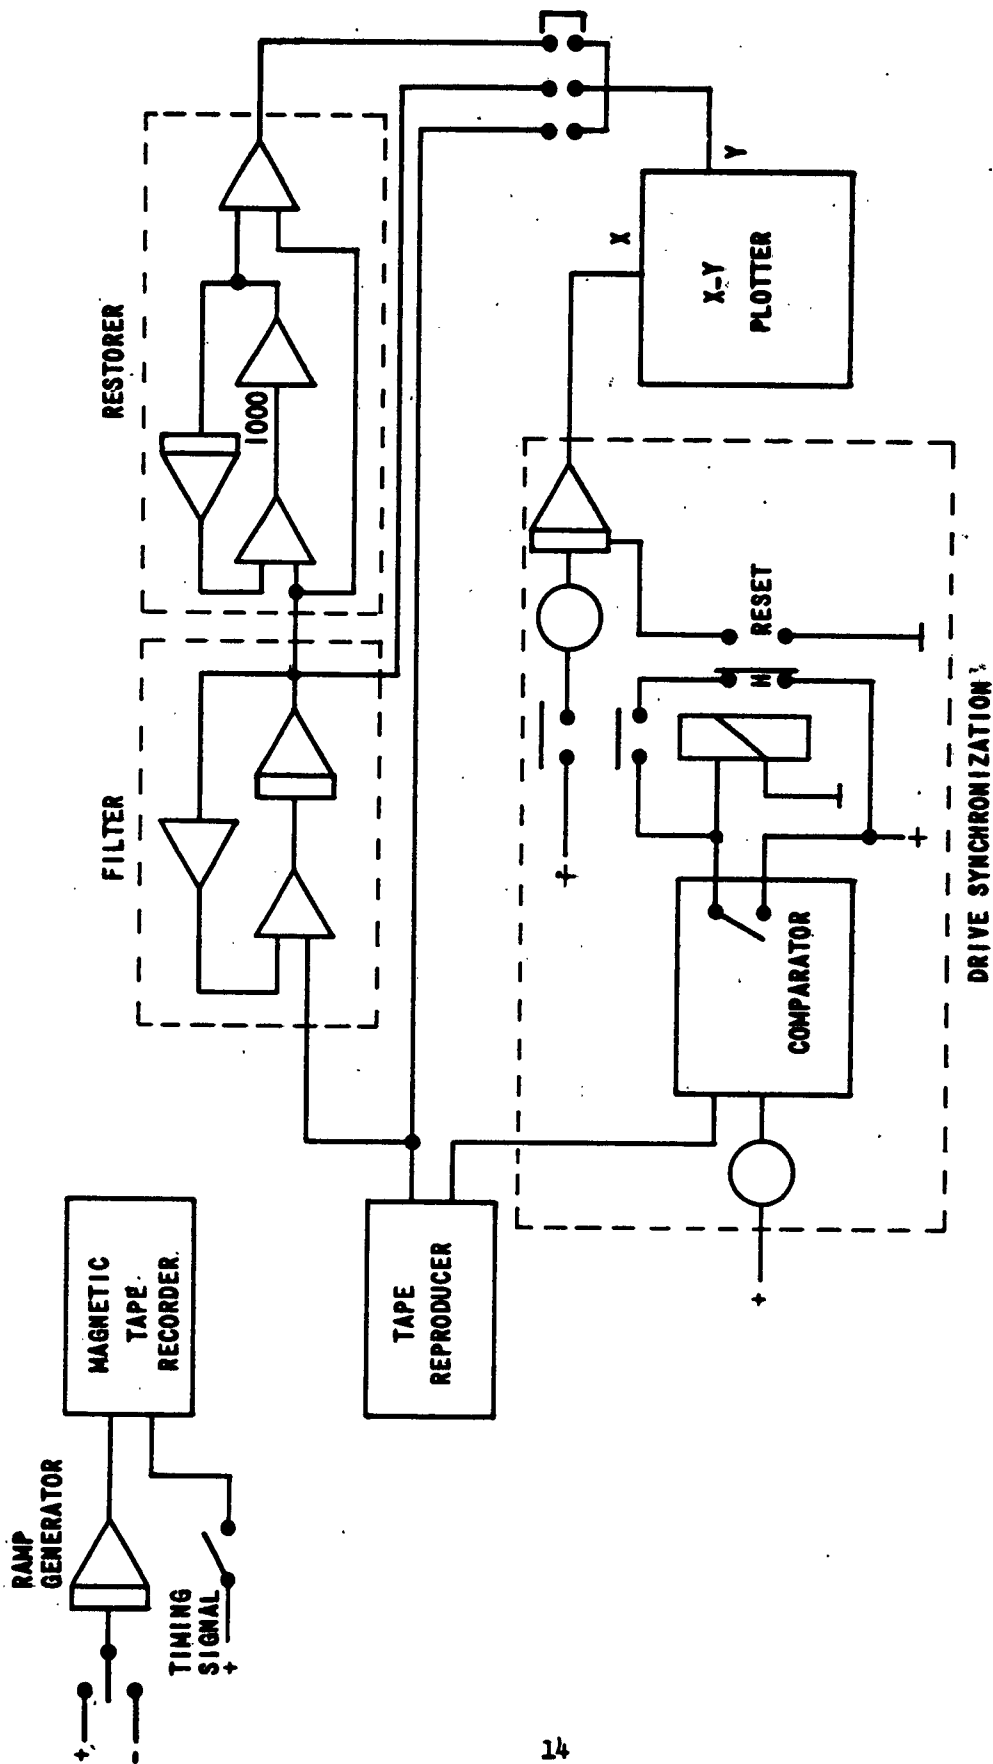 RAMP
GENERATOR
+
-
TIMING
SIGNAL
+
MAGNETIC
TAPE
RECORDER
TAPE
REPRODUCER
FILTER
RESTORER
1000
+
COMPARATOR
+
+
M
RESET
DRIVE SYNCHRONIZATION
X
Y
X-Y
PLOTTER
14